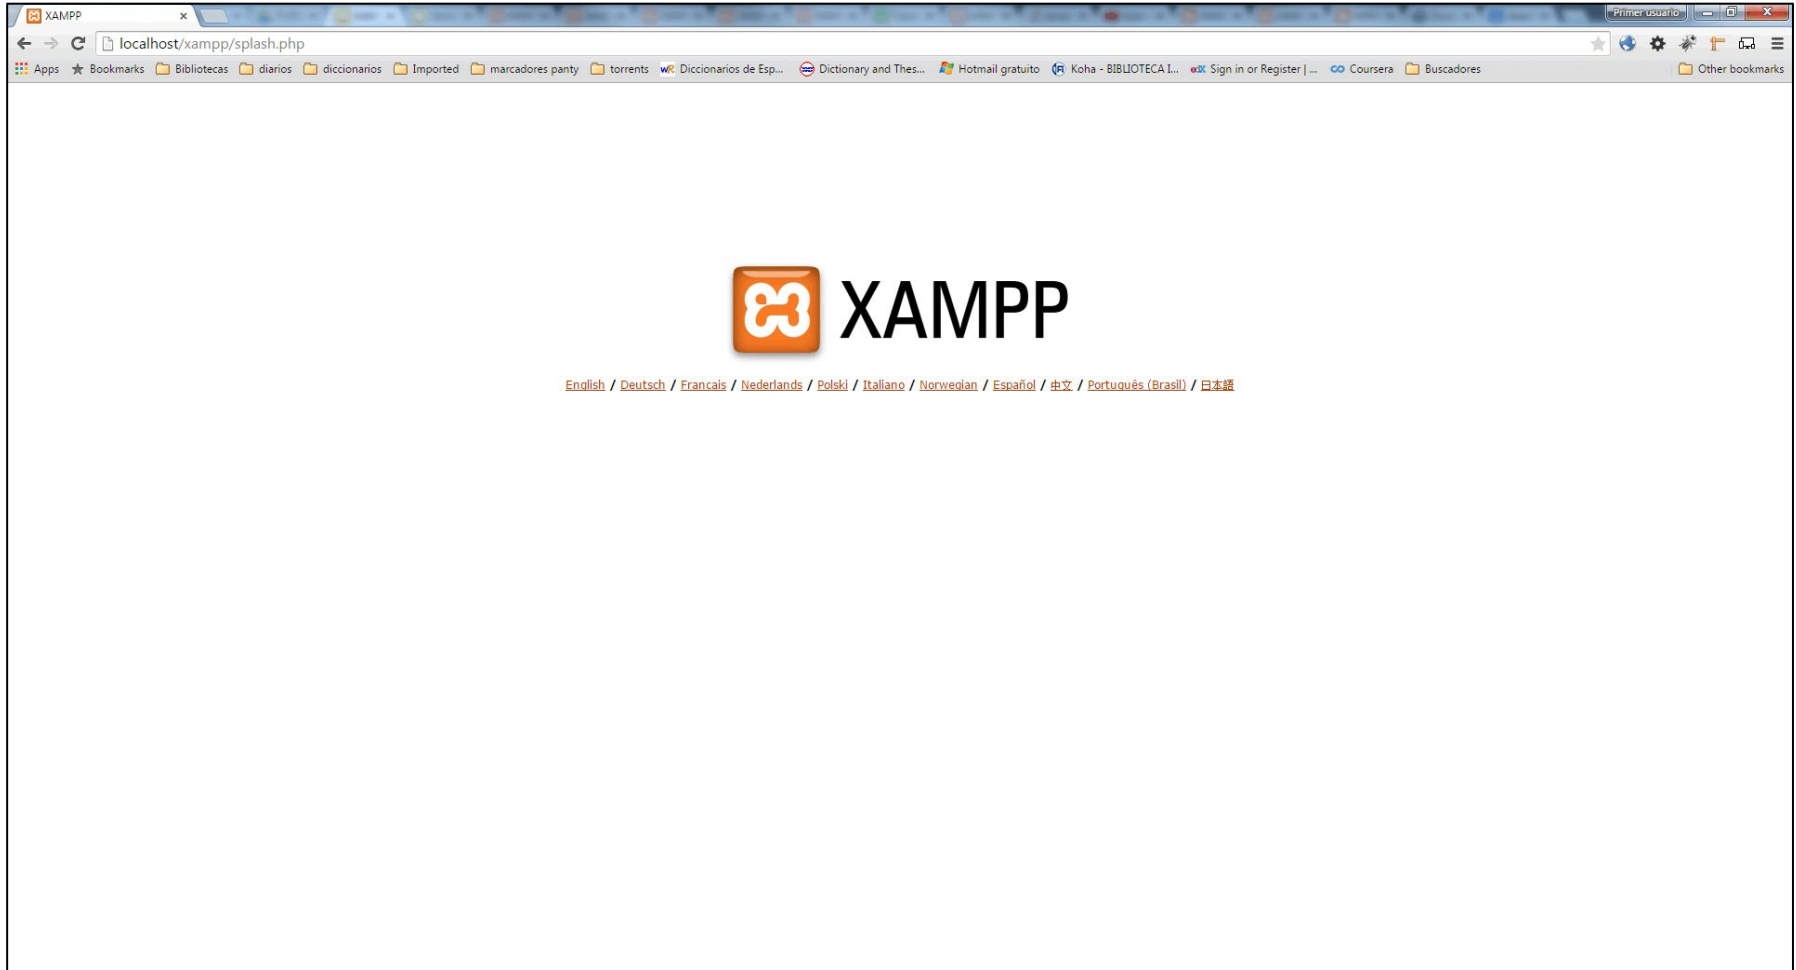 XAMPP
Primer usuario
localhost/xampp/splash.php
Apps Bookmarks Bibliotecas diarios diccionarios Imported marcadores panty torrents WR Diccionarios de Esp... Dictionary and Thes... Hotmail gratuito Koha - BIBLIOTECA I... edX Sign in or Register | ... Coursera Buscadores Other bookmarks
XAMPP
English / Deutsch / Francais / Nederlands / Polski / Italiano / Norwegian / Español / 中文 / Português (Brasil) / 日本語